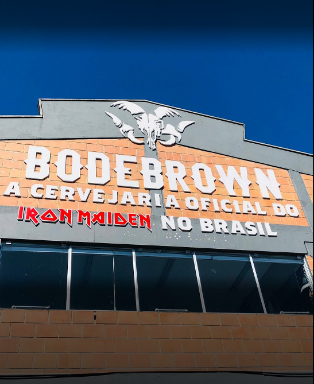 BODEBROWN
A CERVEJARIA OFICIAL DO
IRON MAIDEN NO BRASIL